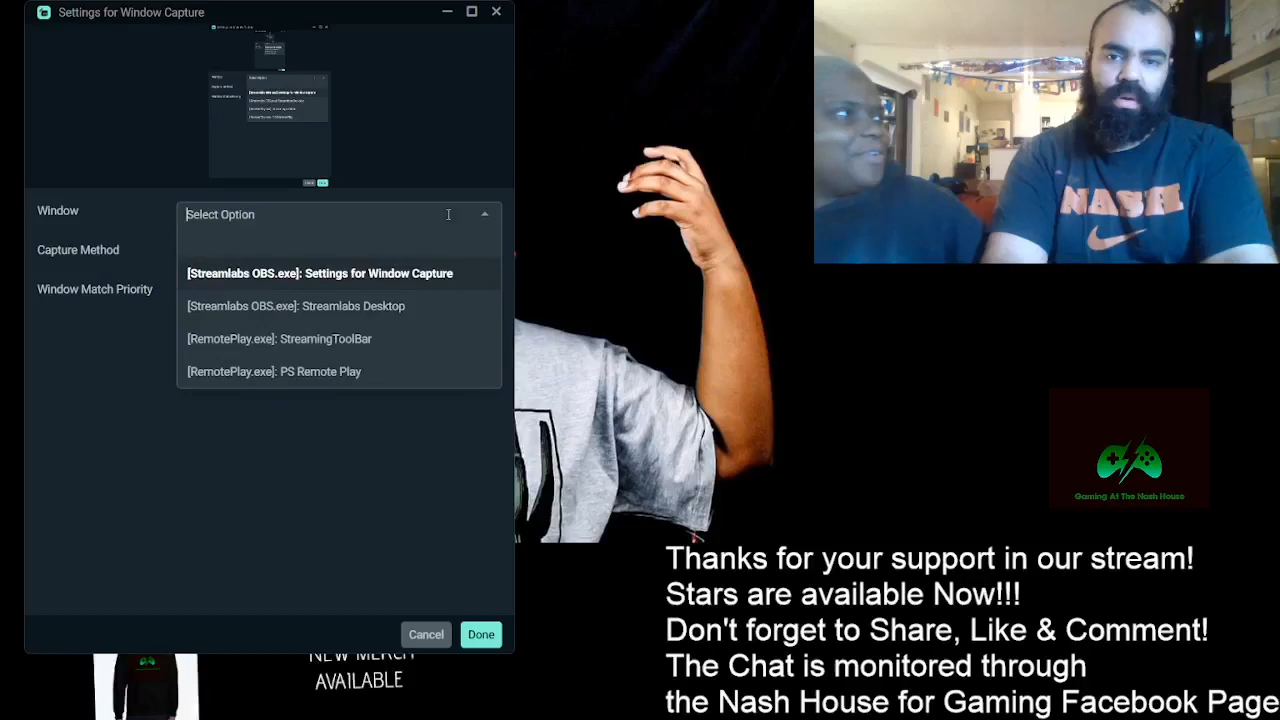 Settings for Window Capture
Window
Select Option
Capture Method
[Streamlabs OBS.exe]: Settings for Window Capture
Window Match Priority
[Streamlabs OBS.exe]: Streamlabs Desktop
[RemotePlay.exe]: StreamingToolBar
[RemotePlay.exe]: PS Remote Play
Cancel
Done
NASH
Gaming At The Nash House
Thanks for your support in our stream!
Stars are available Now!!!
Don't forget to Share, Like & Comment!
The Chat is monitored through
the Nash House for Gaming Facebook Page
NEW MERCH
AVAILABLE